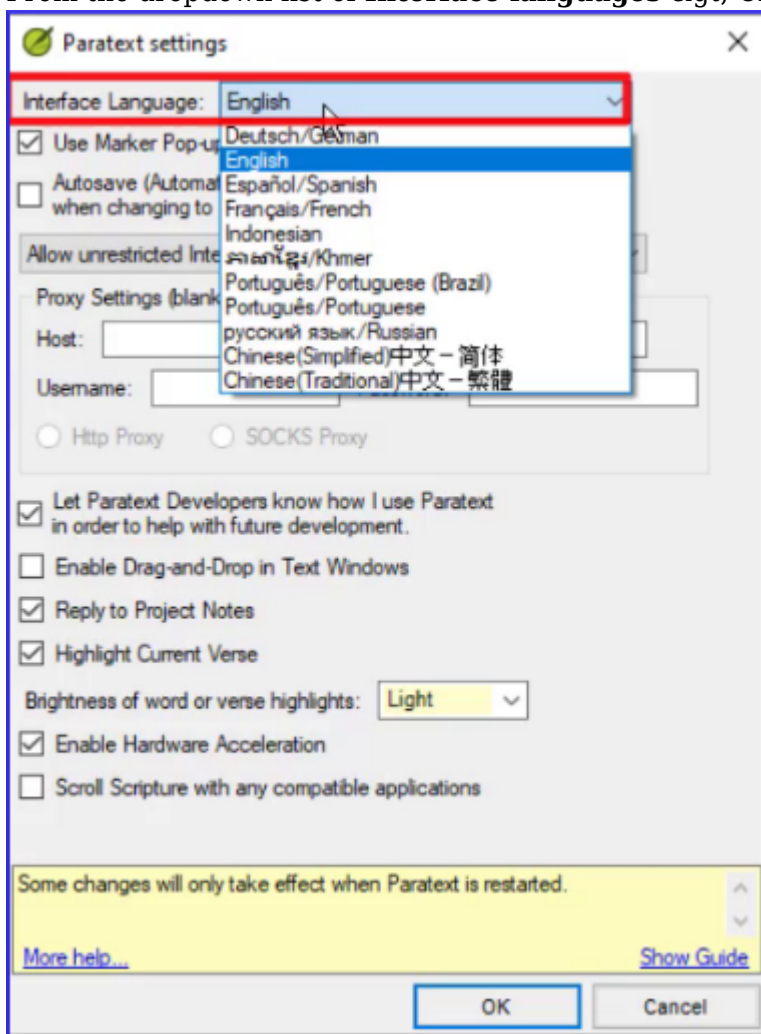 Paratext settings
Interface Language: English
Deutsch/German
Use Marker Pop-up
English
Autosave (Automat
when changing to
Español/Spanish
Français/French
Indonesian
Allow unrestricted Inte
ភាសាខ្មែរ/Khmer
Português/Portuguese (Brazil)
Proxy Settings (blank
Português/Portuguese
Host:
русский язык/Russian
Chinese(Simplified)中文－简体
Username:
Chinese(Traditional)中文－繁體
Http Proxy SOCKS Proxy
Let Paratext Developers know how I use Paratext
in order to help with future development.
Enable Drag-and-Drop in Text Windows
Reply to Project Notes
Highlight Current Verse
Brightness of word or verse highlights: Light
Enable Hardware Acceleration
Scroll Scripture with any compatible applications
Some changes will only take effect when Paratext is restarted.
More help... Show Guide
OK Cancel